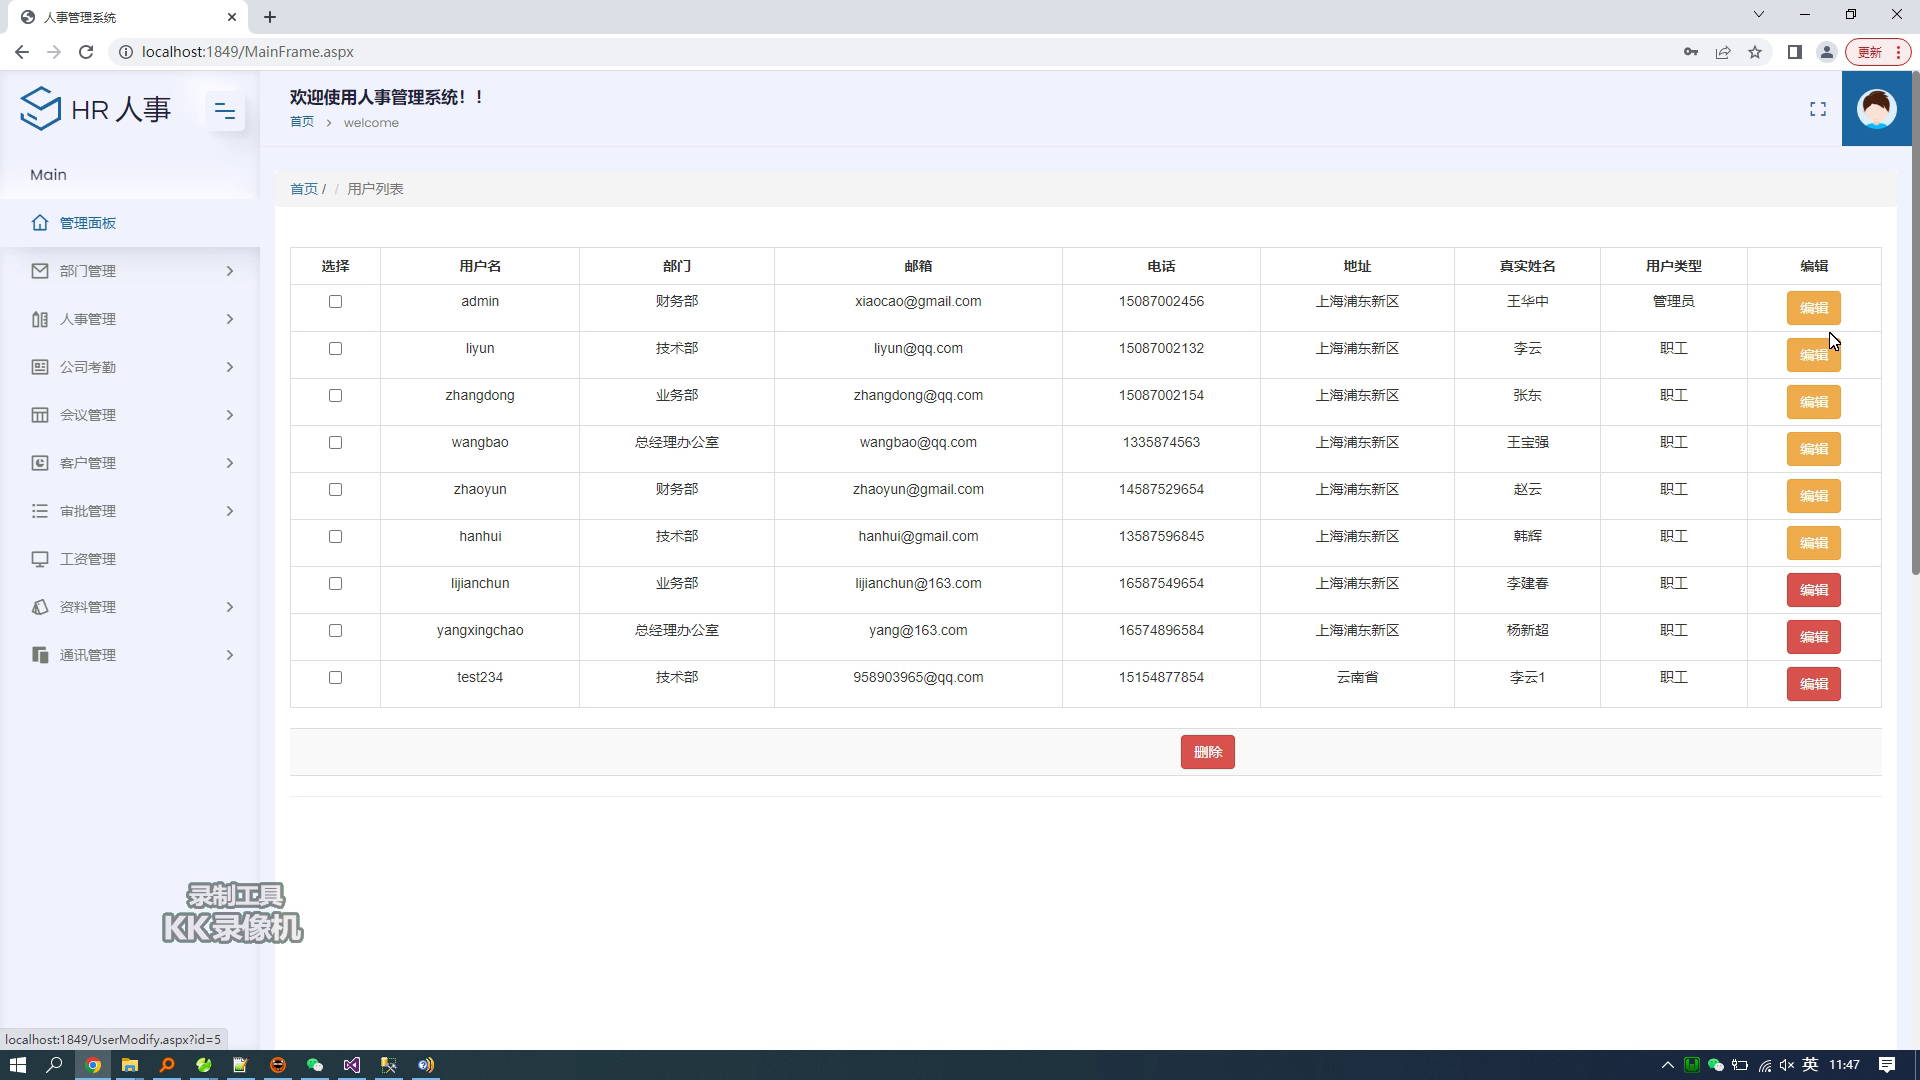 人事管理系统
localhost:1849/MainFrame.aspx
更新
HR 人事
欢迎使用人事管理系统！！
首页 > welcome
Main
首页 / / 用户列表
管理面板
部门管理
人事管理
公司考勤
会议管理
客户管理
审批管理
工资管理
资料管理
通讯管理
选择 用户名 部门 邮箱 电话 地址 真实姓名 用户类型 编辑
admin 财务部 xiaocao@gmail.com 15087002456 上海浦东新区 王华中 管理员 编辑
liyun 技术部 liyun@qq.com 15087002132 上海浦东新区 李云 职工 编辑
zhangdong 业务部 zhangdong@qq.com 15087002154 上海浦东新区 张东 职工 编辑
wangbao 总经理办公室 wangbao@qq.com 1335874563 上海浦东新区 王宝强 职工 编辑
zhaoyun 财务部 zhaoyun@gmail.com 14587529654 上海浦东新区 赵云 职工 编辑
hanhui 技术部 hanhui@gmail.com 13587596845 上海浦东新区 韩辉 职工 编辑
lijianchun 业务部 lijianchun@163.com 16587549654 上海浦东新区 李建春 职工 编辑
yangxingchao 总经理办公室 yang@163.com 16574896584 上海浦东新区 杨新超 职工 编辑
test234 技术部 958903965@qq.com 15154877854 云南省 李云1 职工 编辑
删除
录制工具
KK录像机
localhost:1849/UserModify.aspx?id=5
英 11:47